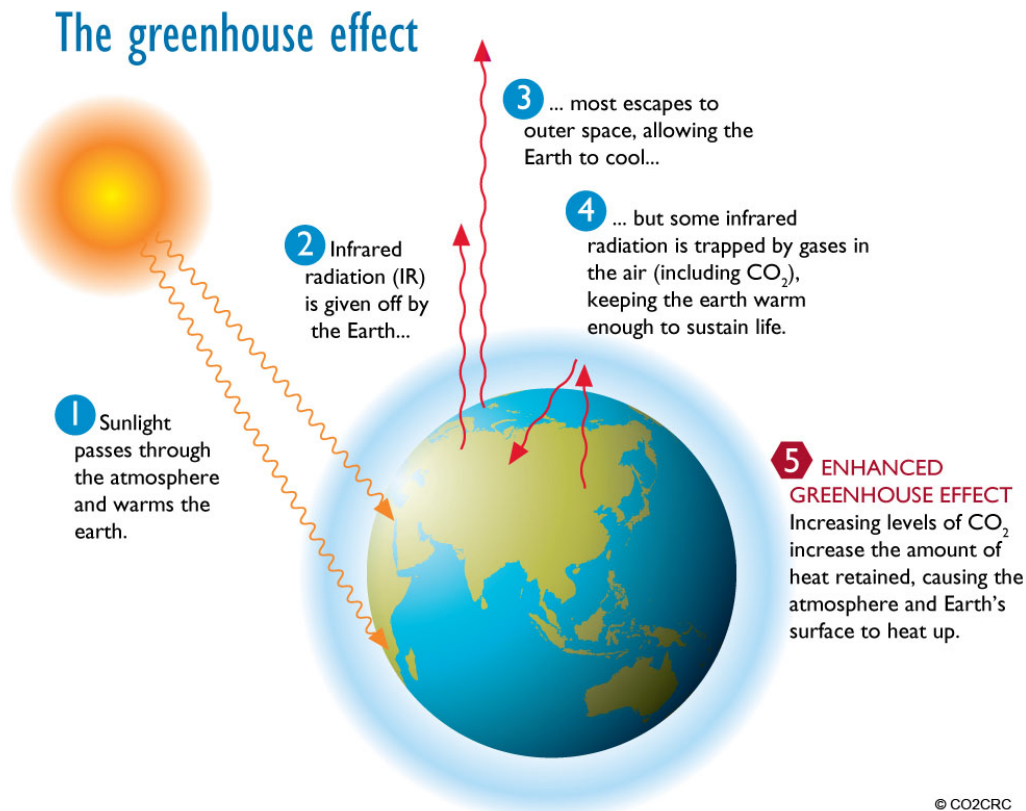 The greenhouse effect
3 ... most escapes to
outer space, allowing the
Earth to cool...
4 ... but some infrared
radiation is trapped by gases in
the air (including CO₂),
keeping the earth warm
enough to sustain life.
2 Infrared
radiation (IR)
is given off by
the Earth...
1 Sunlight
passes through
the atmosphere
and warms the
earth.
5 ENHANCED
GREENHOUSE EFFECT
Increasing levels of CO₂
increase the amount of
heat retained, causing the
atmosphere and Earth's
surface to heat up.
© CO2CRC